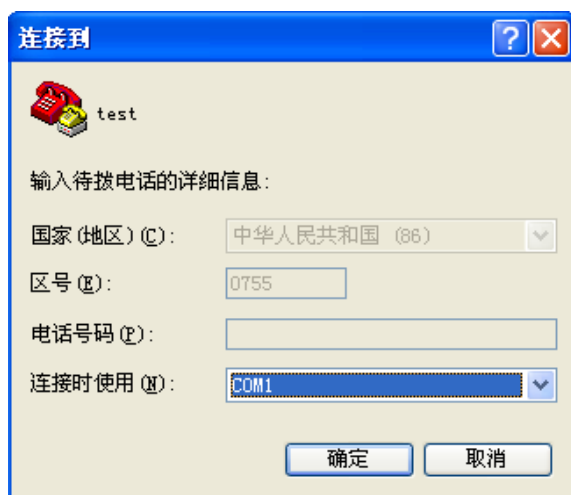 连接到
test
输入待拨电话的详细信息:
国家(地区)(C): 中华人民共和国 (86)
区号(E): 0755
电话号码(P):
连接时使用(N): COM1
确定 取消